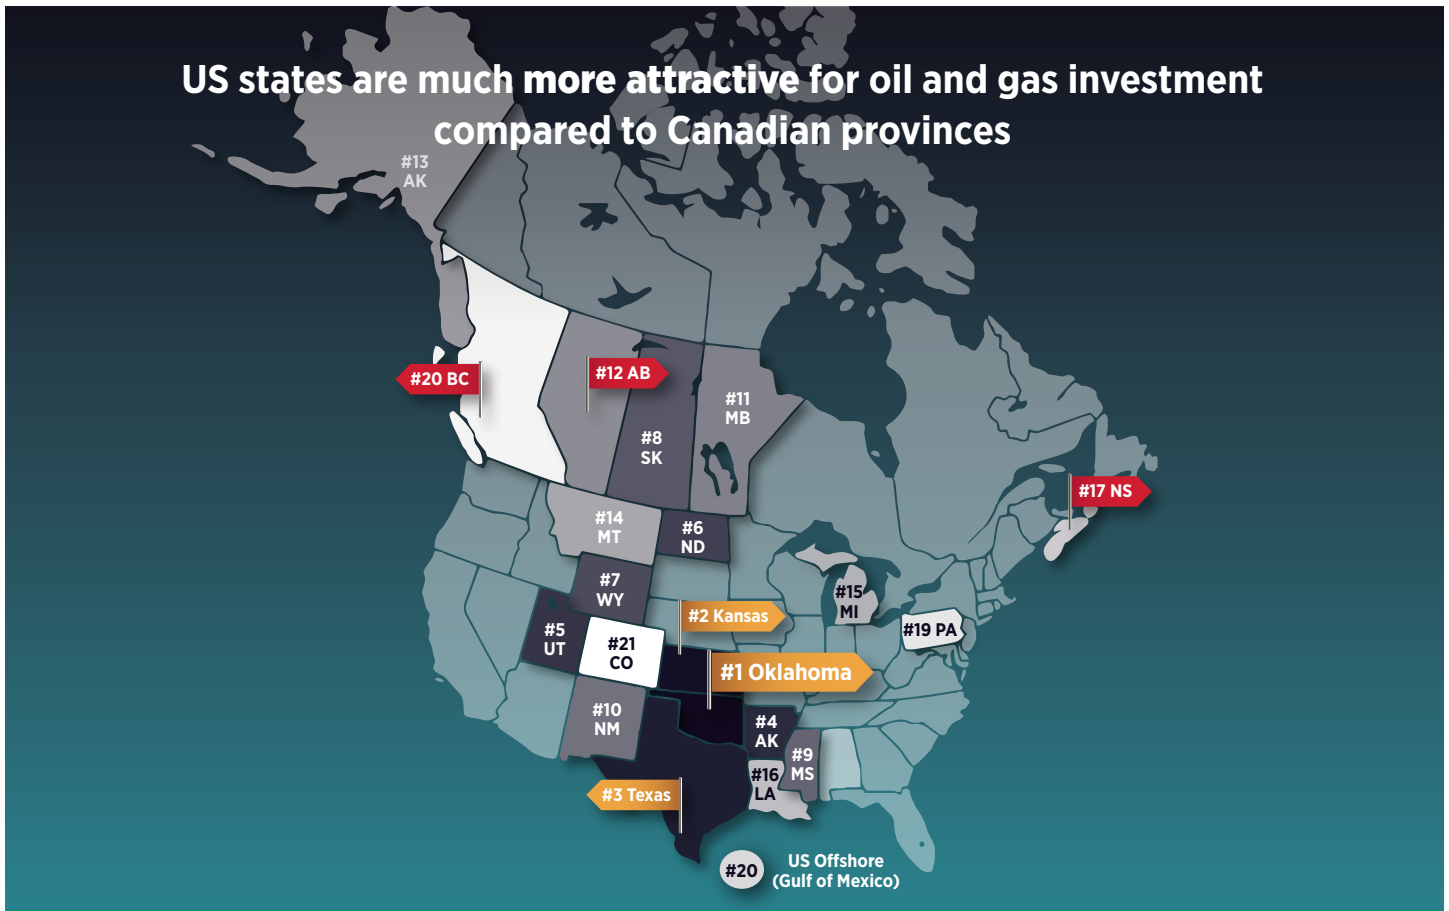 US states are much more attractive for oil and gas investment
compared to Canadian provinces
#13
AK
#20 BC
#12 AB
#11
MB
#8
SK
#17 NS
#14
MT
#6
ND
#7
WY
#15
MI
#2 Kansas
#19 PA
#5
UT
#21
CO
#1 Oklahoma
#10
NM
#4
AK
#9
MS
#16
LA
#3 Texas
#20
US Offshore
(Gulf of Mexico)